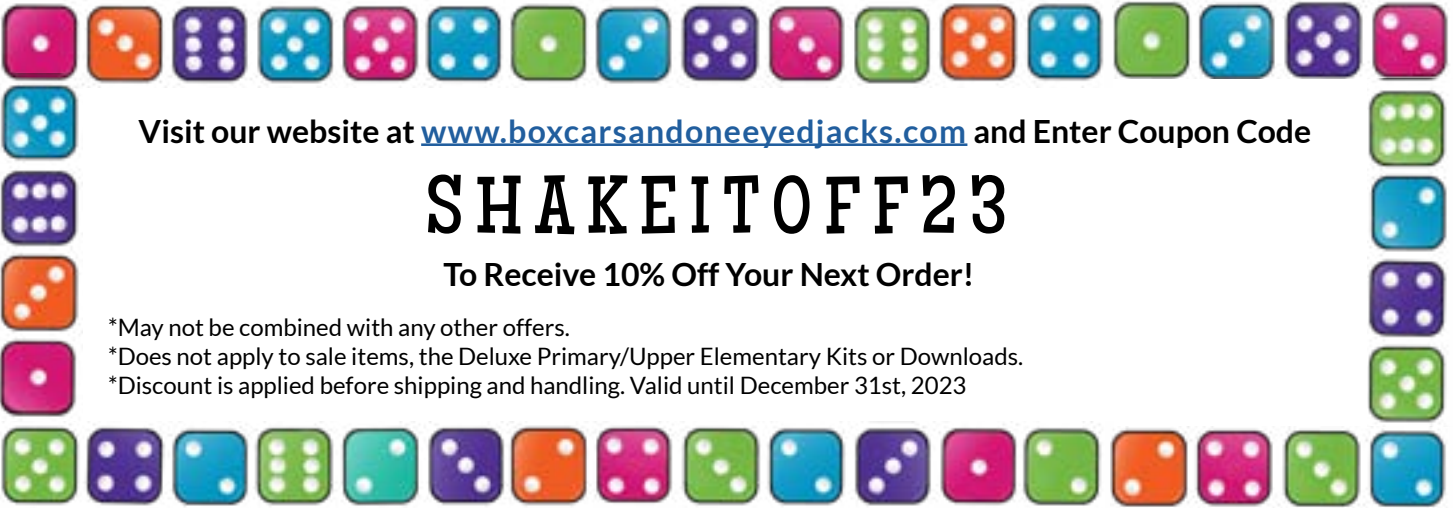 Visit our website at www.boxcarsandoneeyedjacks.com and Enter Coupon Code
SHAKEITOFF23
To Receive 10% Off Your Next Order!
*May not be combined with any other offers.
*Does not apply to sale items, the Deluxe Primary/Upper Elementary Kits or Downloads.
*Discount is applied before shipping and handling. Valid until December 31st, 2023